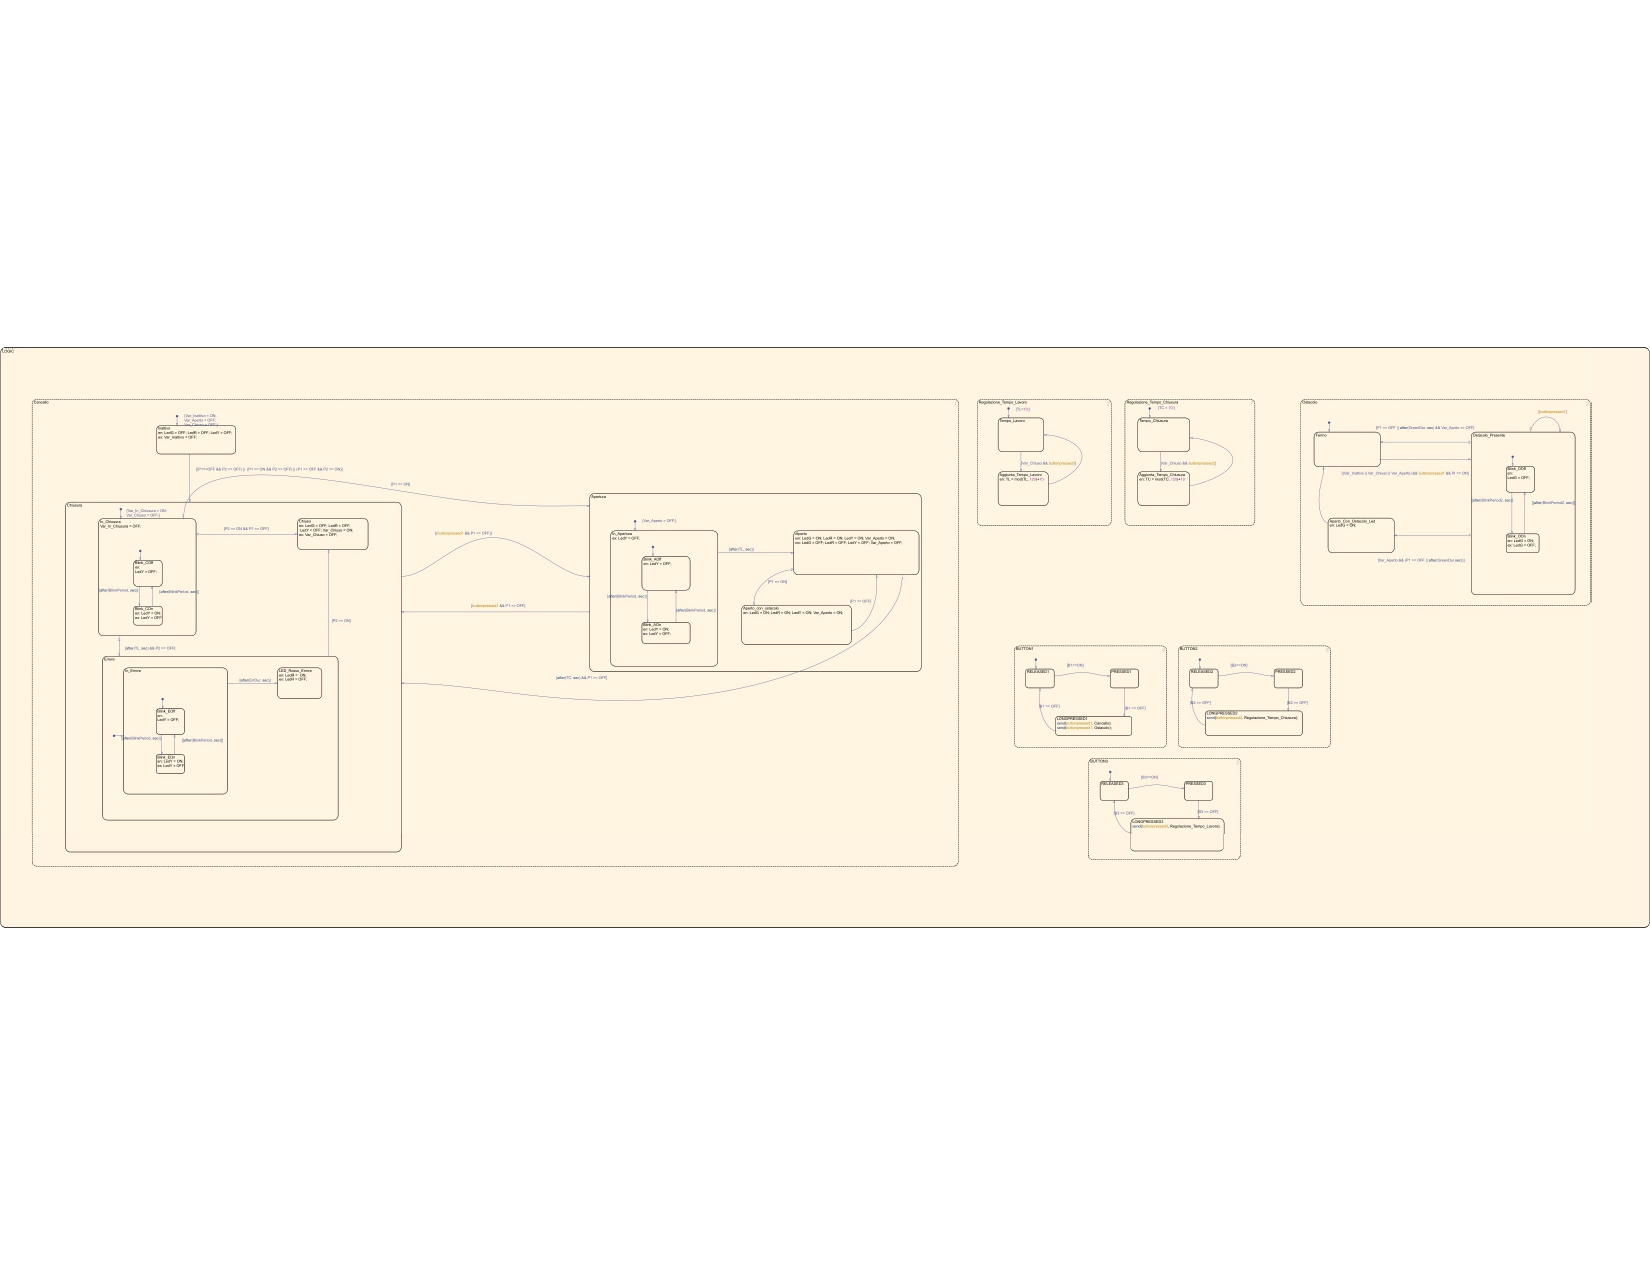 LOGIC
Cancello
{Var_Inattivo = ON;
Var_Aperto = OFF;
Inattivo
en: LedG = OFF; LedR = OFF; LedY = OFF;
ex: Var_Inattivo = OFF;
[(P1==OFF && P2 == OFF) || (P1 == ON && P2 == OFF) || (P1 == OFF && P2 == ON)]
[P1 == ON]
Chiusura
{Var_In_Chiusura = ON;
Var_Chiuso = OFF;}
In_Chiusura
Var_In_Chiusura = OFF;
Blink_COff
en:
LedY = OFF;
[after(BlinkPeriod, sec)]
[after(BlinkPeriod, sec)]
Blink_COn
en: LedY = ON;
ex: LedY = OFF
[P2 == ON && P1 == OFF]
Chiuso
en: LedG = OFF; LedR = OFF;
LedY = OFF; Var_Chiuso = ON;
ex: Var_Chiuso = OFF;
[P2 == ON]
[after(TL, sec) && P2 == OFF]
Errore
In_Errore
Blink_EOff
en:
LedY = OFF;
[after(BlinkPeriod, sec)]
[after(BlinkPeriod, sec)]
Blink_EOn
en: LedY = ON;
ex: LedY = OFF
[after(ErrDur, sec)]
LED_Rosso_Errore
en: LedR = ON;
ex: LedR = OFF;
[buttonpressed1 && P1 == OFF]
[buttonpressed1 && P1 == OFF]
[after(TC, sec) && P1 == OFF]
Apertura
{Var_Aperto = OFF;}
In_Apertura
ex: LedY = OFF;
Blink_AOff
en: LedY = OFF;
[after(BlinkPeriod, sec)]
[after(BlinkPeriod, sec)]
Blink_AOn
en: LedY = ON;
ex: LedY = OFF;
[after(TL, sec)]
Aperto
en: LedG = ON; LedR = ON; LedY = ON; Var_Aperto = ON;
ex: LedG = OFF; LedR = OFF; LedY = OFF; Var_Aperto = OFF;
[P1 == ON]
[P1 == OFF]
Aperto_con_ostacolo
en: LedG = ON; LedR = ON; LedY = ON; Var_Aperto = ON;
Regolazione_Tempo_Lavoro
{TL=10;}
Tempo_Lavoro
[Var_Chiuso && buttonpressed3]
Aggiunta_Tempo_Lavoro
en: TL = mod(TL, 120)+10;
Regolazione_Tempo_Chiusura
{TC = 10;}
Tempo_Chiusura
[Var_Chiuso && buttonpressed2]
Aggiunta_Tempo_Chiusura
en: TC = mod(TC, 120)+10
Ostacolo
[buttonpressed1]
[P1 == OFF || after(GreenDur, sec) && Var_Aperto == OFF]
Fermo
Ostacolo_Presente
[(Var_Inattivo || Var_Chiuso || Var_Aperto) && buttonpressed1 && P1 == ON]
Blink_OOff
en:
LedG = OFF;
[after(BlinkPeriod2, sec)]
[after(BlinkPeriod2, sec)]
Blink_OOn
en: LedG = ON;
ex: LedG = OFF;
Aperto_Con_Ostacolo_Led
en: LedG = ON;
[Var_Aperto && (P1 == OFF || after(GreenDur, sec))]
BUTTON1
RELEASED1
[B1==ON]
PRESSED1
[B1 == OFF]
[B1 == OFF]
LONGPRESSED1
send(buttonpressed1, Cancello);
send(buttonpressed1, Ostacolo);
BUTTON2
RELEASED2
[B2==ON]
PRESSED2
[B2 == OFF]
[B2 == OFF]
LONGPRESSED2
send(buttonpressed2, Regolazione_Tempo_Chiusura);
BUTTON3
RELEASED3
[B3==ON]
PRESSED3
[B3 == OFF]
[B3 == OFF]
LONGPRESSED3
send(buttonpressed3, Regolazione_Tempo_Lavoro);